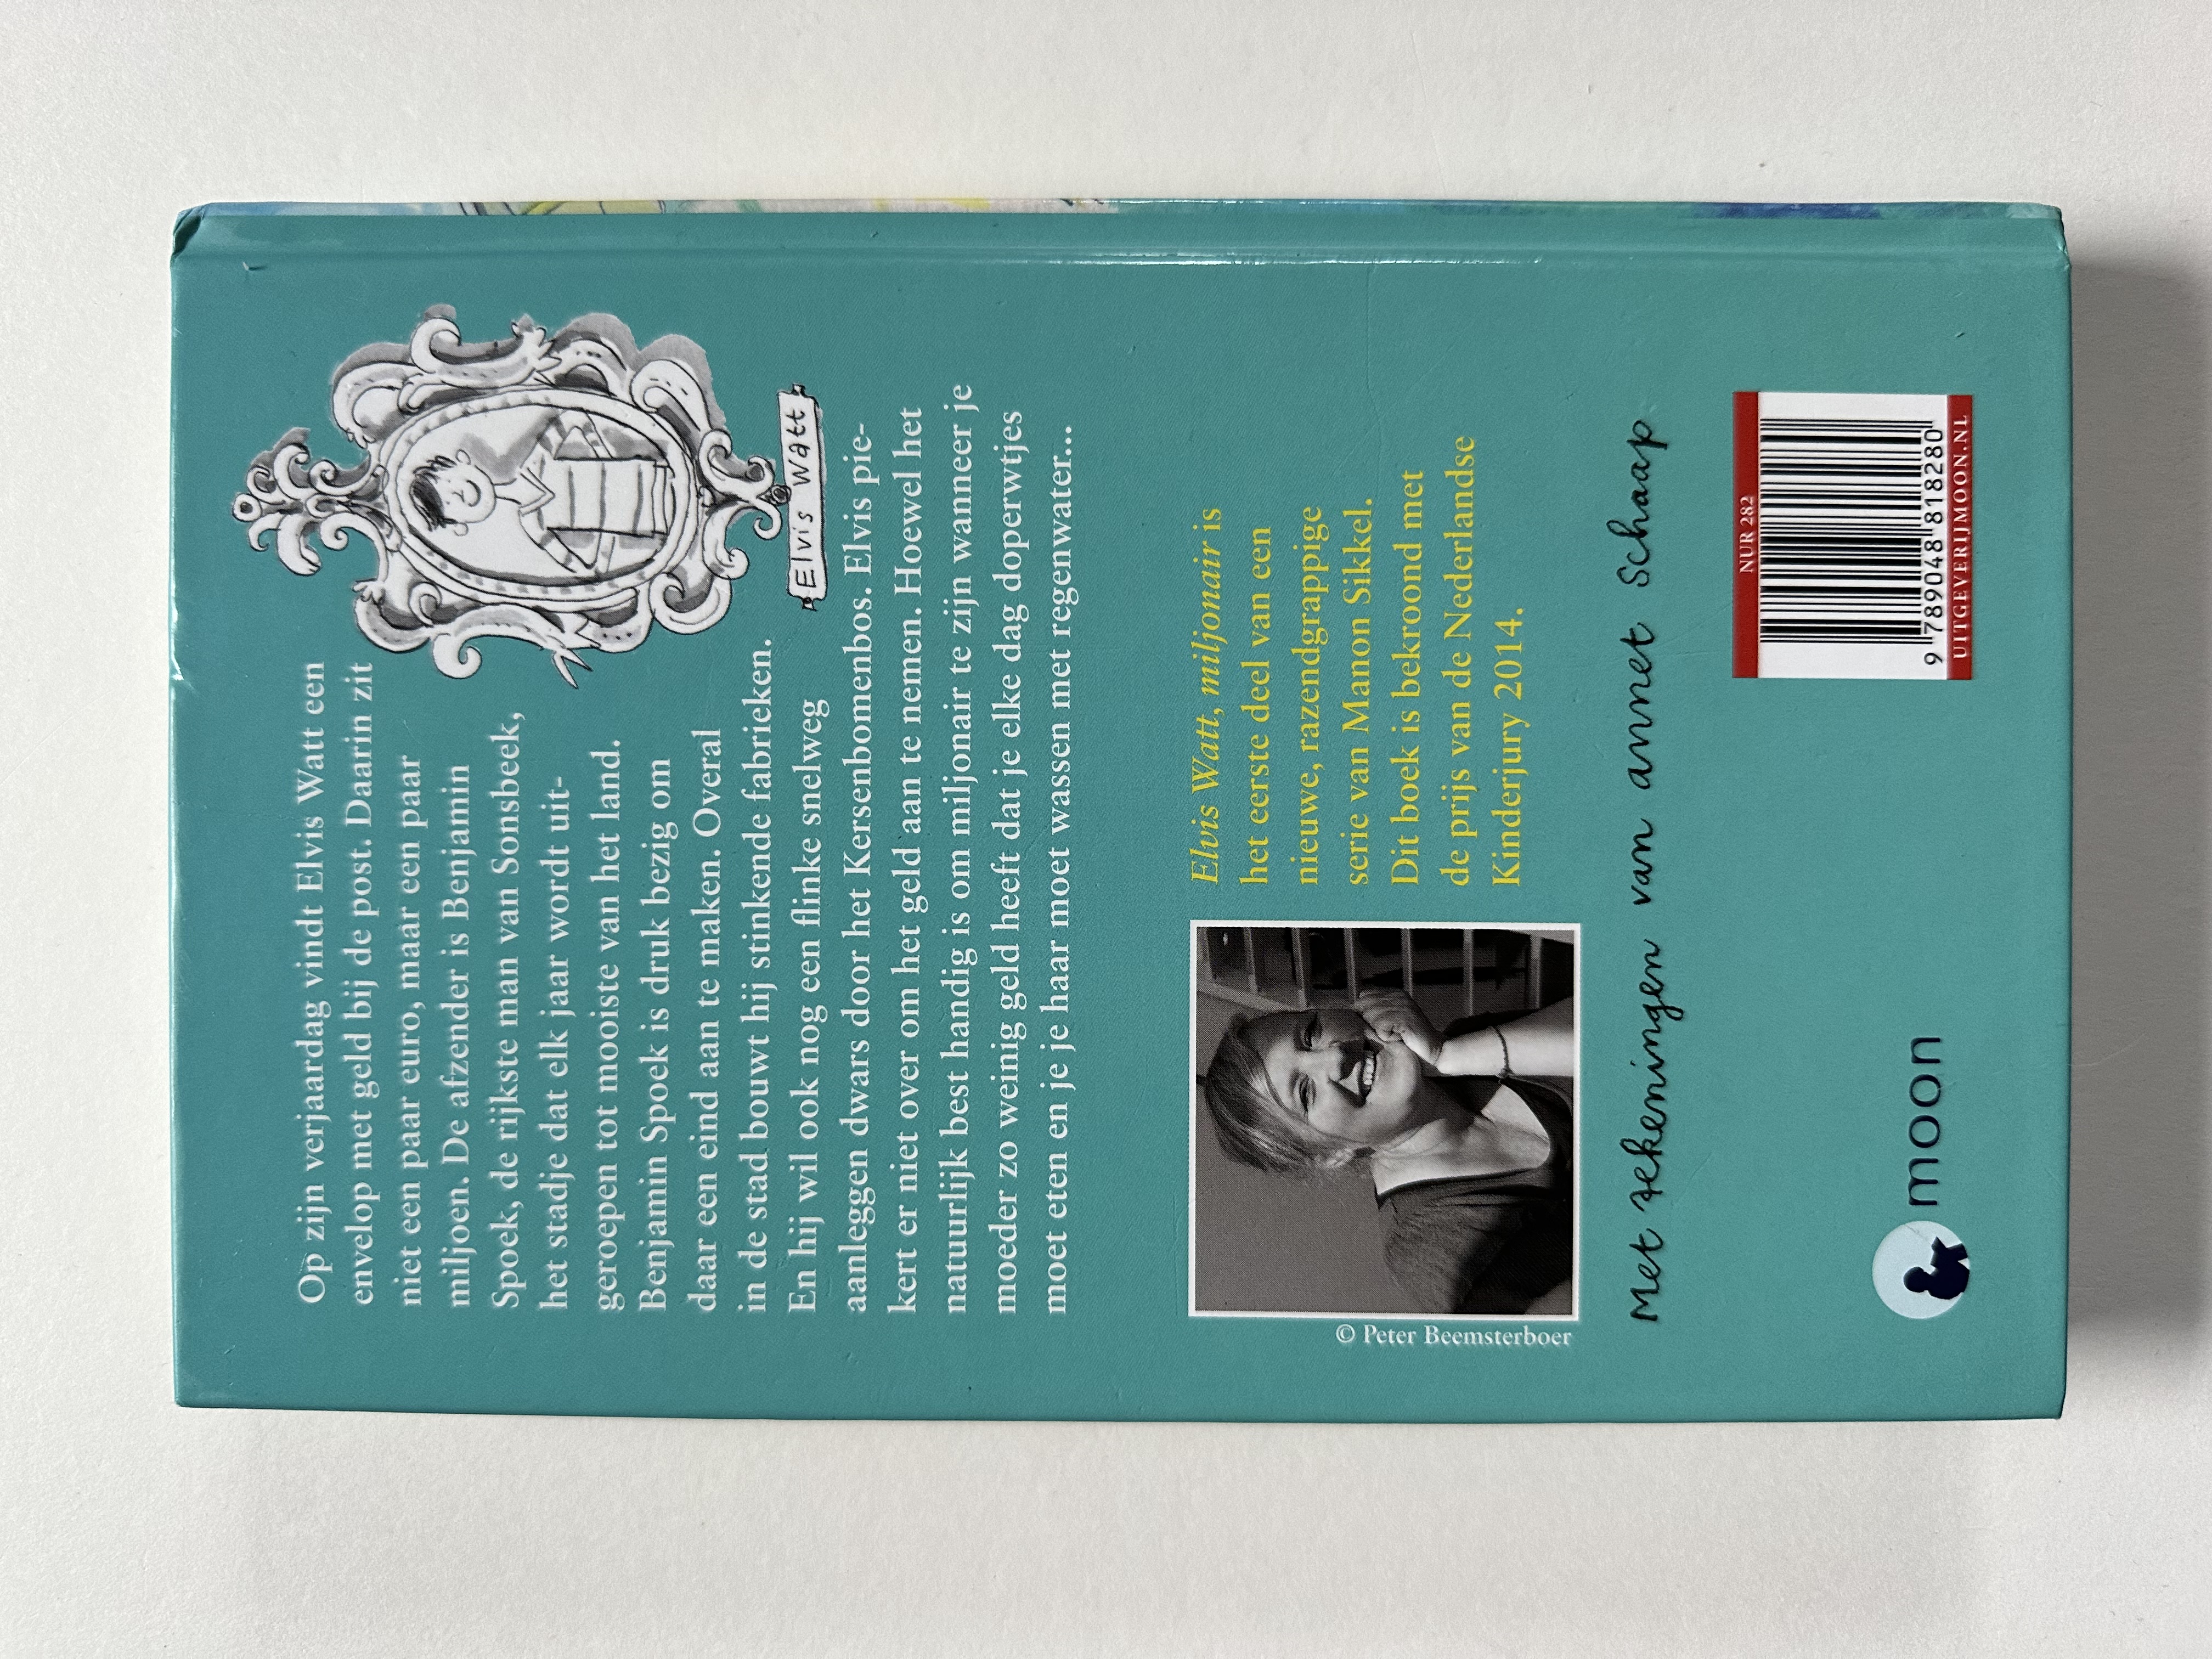 Op zijn verjaardag vindt Elvis Watt een
envelop met geld bij de post. Daarin zit
niet een paar euro, maar een paar
miljoen. De afzender is Benjamin
Spoek, de rijkste man van Sonsbeek,
het stadje dat elk jaar wordt uit-
geroepen tot mooiste van het land.
Benjamin Spoek is druk bezig om
daar een eind aan te maken. Overal
in de stad bouwt hij stinkende fabrieken.
En hij wil ook nog een flinke snelweg
aanleggen dwars door het Kersenbomenbos. Elvis pie-
kert er niet over om het geld aan te nemen. Hoewel het
natuurlijk best handig is om miljonair te zijn wanneer je
moeder zo weinig geld heeft dat je elke dag doperwtjes
moet eten en je je haar moet wassen met regenwater...
Elvis Watt
Elvis Watt, miljonair is
het eerste deel van een
nieuwe, razendgrappige
serie van Manon Sikkel.
Dit boek is bekroond met
de prijs van de Nederlandse
Kinderjury 2014.
© Peter Beemsterboer
Met tekeningen van annet Schaap
moon
NUR 282
9 789048 818280
UITGEVERIJMOON.NL